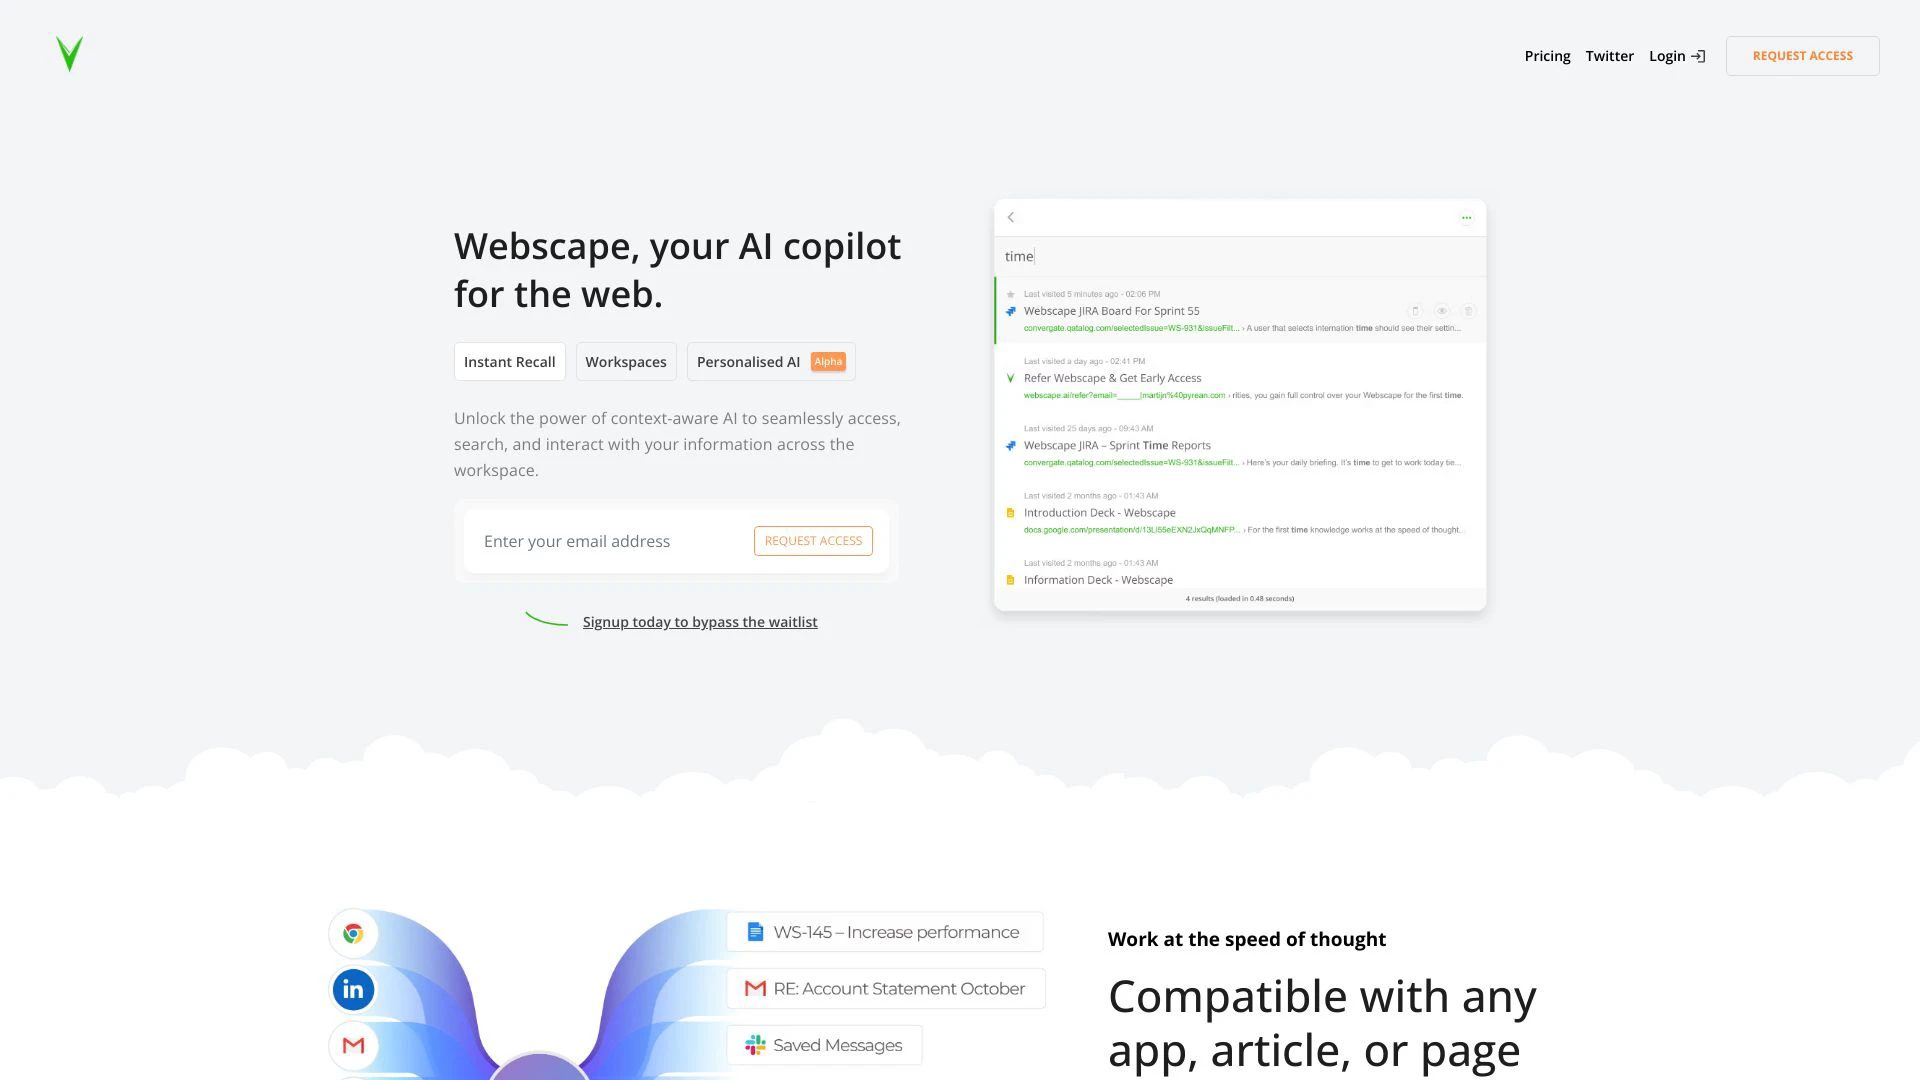 Pricing Twitter Login REQUEST ACCESS
Webscape, your AI copilot
for the web.
Instant Recall Workspaces Personalised AI Alpha
Unlock the power of context-aware AI to seamlessly access,
search, and interact with your information across the
workspace.
Enter your email address REQUEST ACCESS
Signup today to bypass the waitlist
time
Last visited 5 minutes ago - 02:06 PM
Webscape JIRA Board For Sprint 55
convergate.qatalog.com/selectedIssue=WS-931&issueFilt... › A user that selects internation time should see their settin...
Last visited a day ago - 02:41 PM
Refer Webscape & Get Early Access
webscape.ai/refer?email=_____|martijn%40pyrean.com › rities, you gain full control over your Webscape for the first time.
Last visited 25 days ago - 09:43 AM
Webscape JIRA – Sprint Time Reports
convergate.qatalog.com/selectedIssue=WS-931&issueFilt... › Here's your daily briefing. It's time to get to work today tie...
Last visited 2 months ago - 01:43 AM
Introduction Deck - Webscape
docs.google.com/presentation/d/13LI55eEXN2JxQqMNFP... › For the first time knowledge works at the speed of thought...
Last visited 2 months ago - 01:43 AM
Information Deck - Webscape
4 results (loaded in 0.48 seconds)
WS-145 – Increase performance
RE: Account Statement October
Saved Messages
in
Work at the speed of thought
Compatible with any
app, article, or page